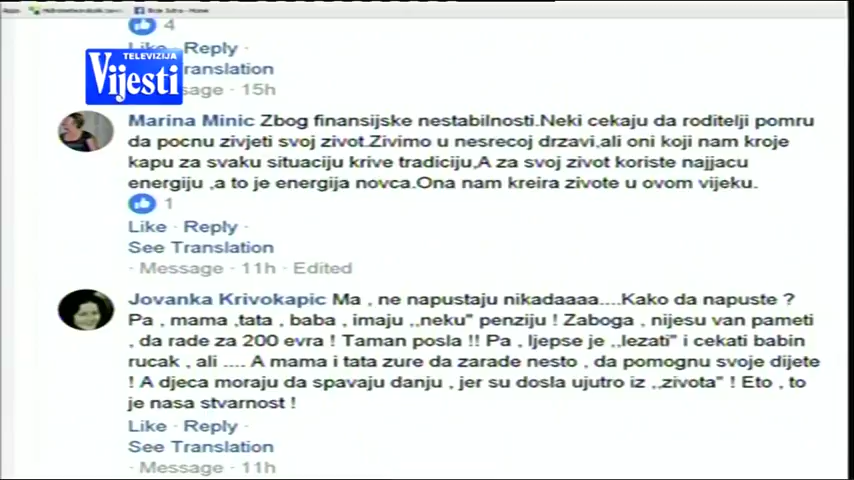 4
Like · Reply ·
TELEVIZIJA
Vijesti
ranslation
sage · 15h
Marina Minic Zbog finansijske nestabilnosti.Neki cekaju da roditelji pomru
da pocnu zivjeti svoj zivot.Zivimo u nesrecoj drzavi,ali oni koji nam kroje
kapu za svaku situaciju krive tradiciju,A za svoj zivot koriste najjacu
energiju ,a to je energija novca.Ona nam kreira zivote u ovom vijeku.
1
Like · Reply ·
See Translation
· Message · 11h · Edited
Jovanka Krivokapic Ma , ne napustaju nikadaaaa....Kako da napuste ?
Pa , mama ,tata , baba , imaju ,,neku" penziju ! Zaboga , nijesu van pameti
, da rade za 200 evra ! Taman posla !! Pa , ljepse je ,,lezati" i cekati babin
rucak , ali .... A mama i tata zure da zarade nesto , da pomognu svoje dijete
! A djeca moraju da spavaju danju , jer su dosla ujutro iz ,,zivota" ! Eto , to
je nasa stvarnost !
Like · Reply ·
See Translation
· Message · 11h